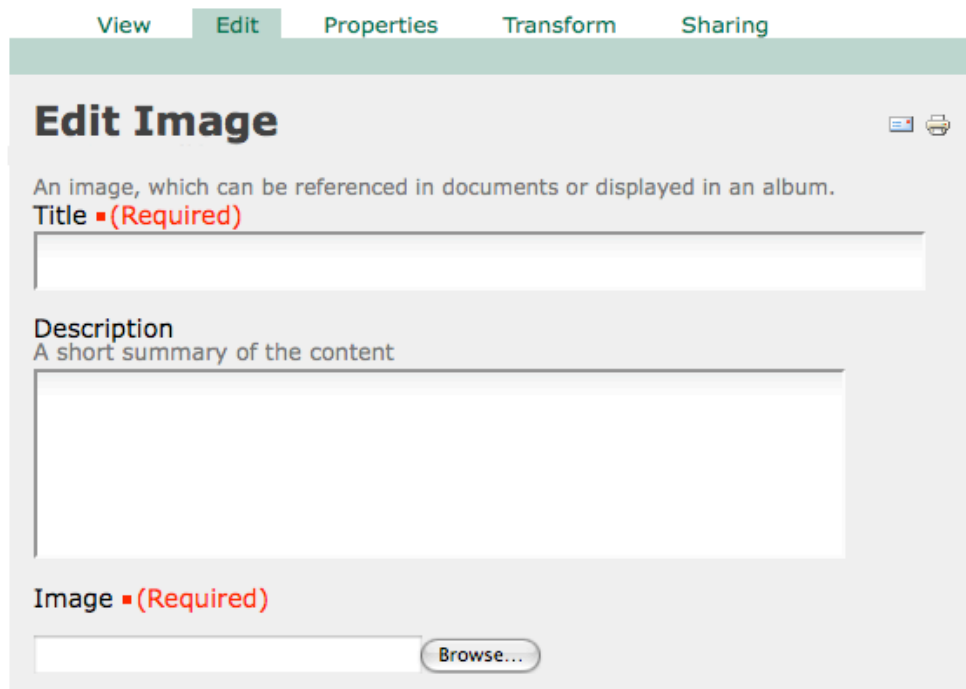 View Edit Properties Transform Sharing
Edit Image
An image, which can be referenced in documents or displayed in an album.
Title (Required)
Description
A short summary of the content
Image (Required)
Browse...